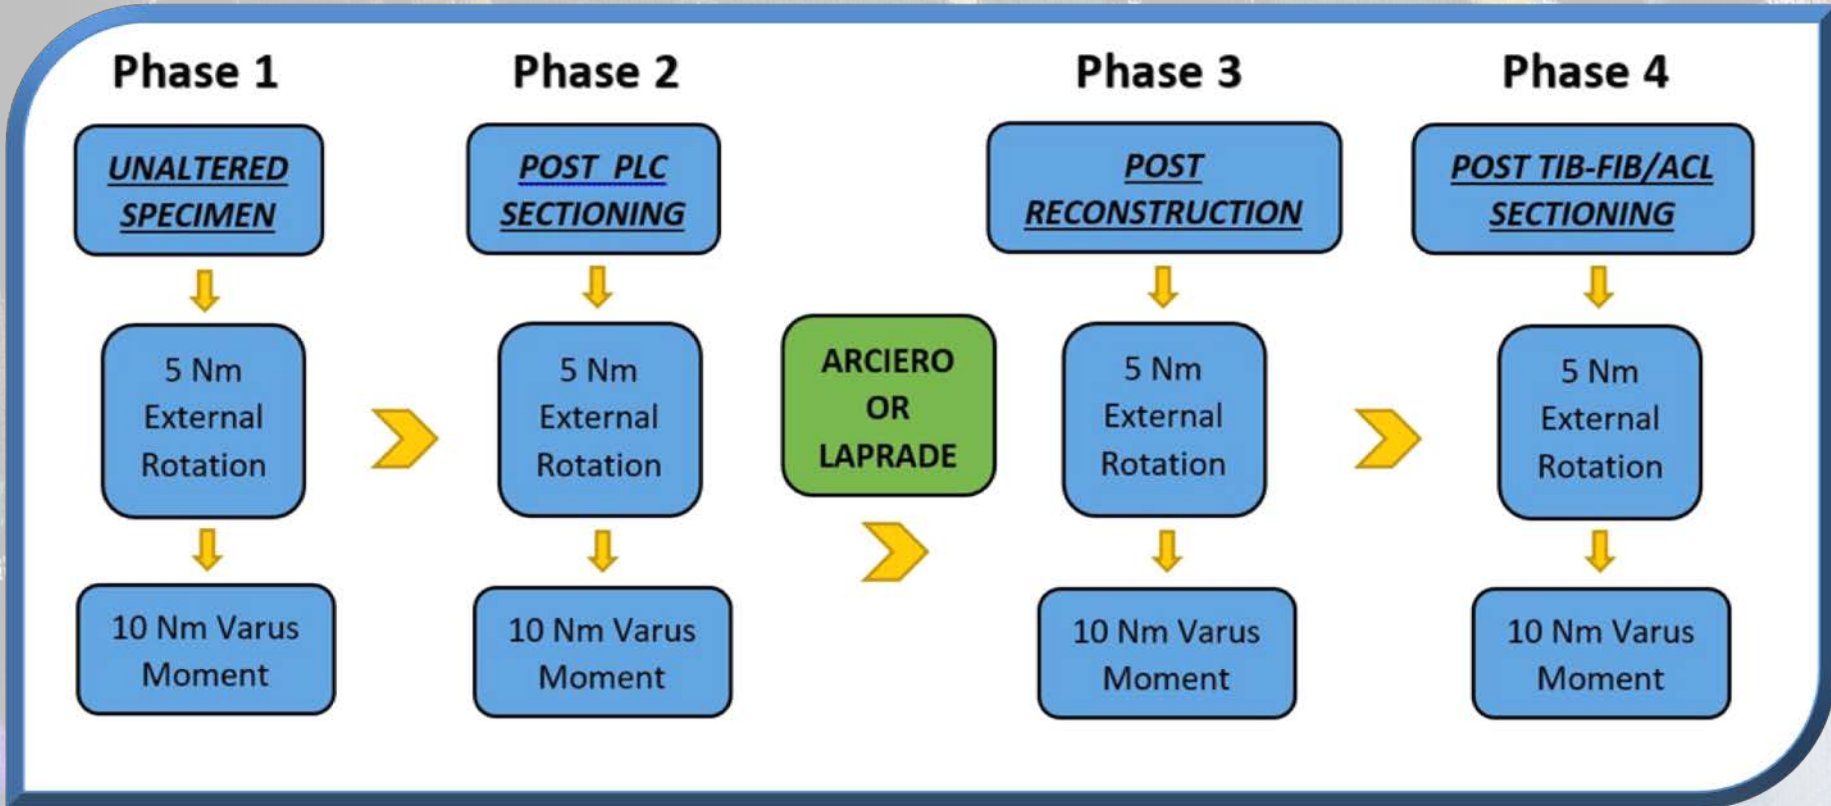 Phase 1
UNALTERED
SPECIMEN
5 Nm
External
Rotation
10 Nm Varus
Moment
Phase 2
POST PLC
SECTIONING
5 Nm
External
Rotation
10 Nm Varus
Moment
ARCIERO
OR
LAPRADE
Phase 3
POST
RECONSTRUCTION
5 Nm
External
Rotation
10 Nm Varus
Moment
Phase 4
POST TIB-FIB/ACL
SECTIONING
5 Nm
External
Rotation
10 Nm Varus
Moment